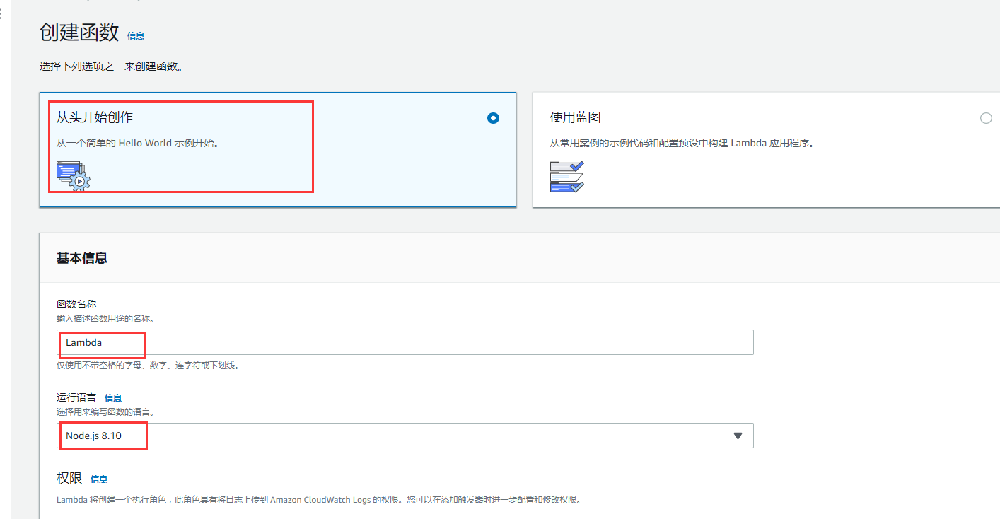 创建函数 信息
选择下列选项之一来创建函数。
从头开始创作
从一个简单的 Hello World 示例开始。
使用蓝图
从常用案例的示例代码和配置预设中构建 Lambda 应用程序。
基本信息
函数名称
输入描述函数用途的名称。
Lambda
仅使用不带空格的字母、数字、连字符或下划线。
运行语言 信息
选择用来编写函数的语言。
Node.js 8.10
权限 信息
Lambda 将创建一个执行角色，此角色具有将日志上传到 Amazon CloudWatch Logs 的权限。您可以在添加触发器时进一步配置和修改权限。